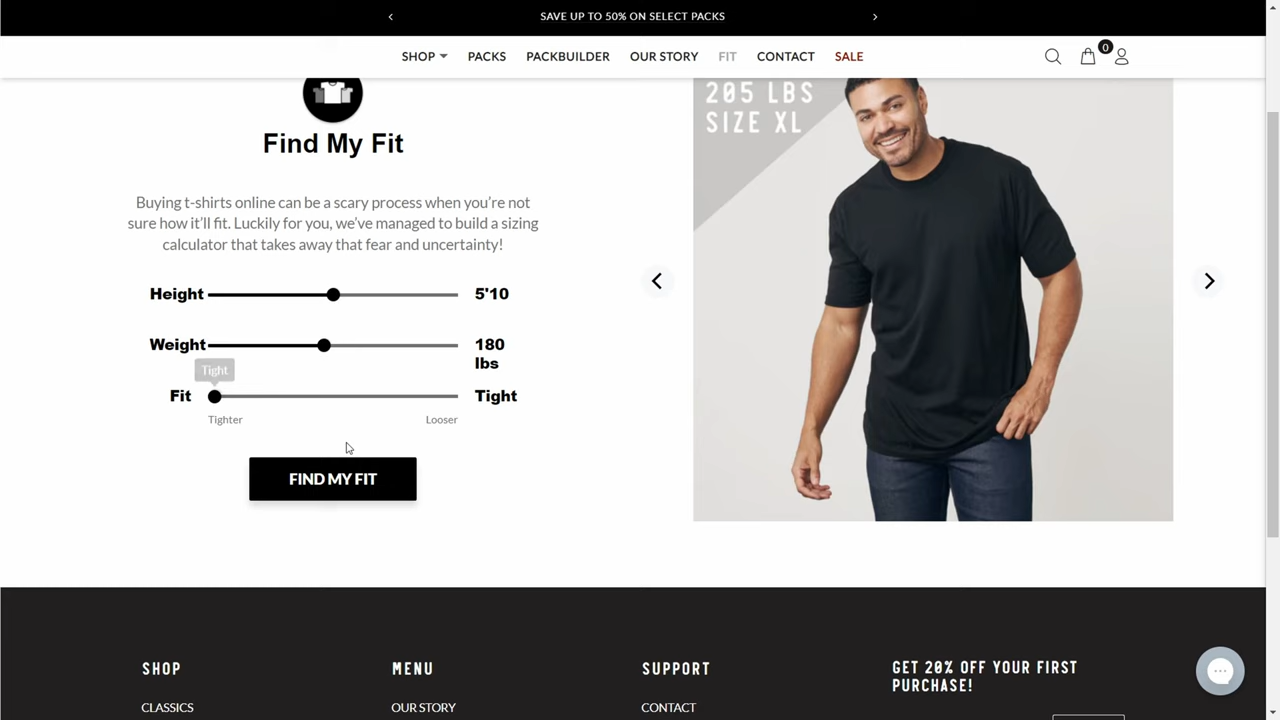 SAVE UP TO 50% ON SELECT PACKS
SHOP PACKS PACKBUILDER OUR STORY FIT CONTACT SALE
0
Find My Fit
Buying t-shirts online can be a scary process when you're not
sure how it'll fit. Luckily for you, we've managed to build a sizing
calculator that takes away that fear and uncertainty!
Height 5'10
Weight 180
lbs
Tight
Fit Tight
Tighter Looser
FIND MY FIT
205 LBS
SIZE XL
SHOP
CLASSICS
MENU
OUR STORY
SUPPORT
CONTACT
GET 20% OFF YOUR FIRST
PURCHASE!